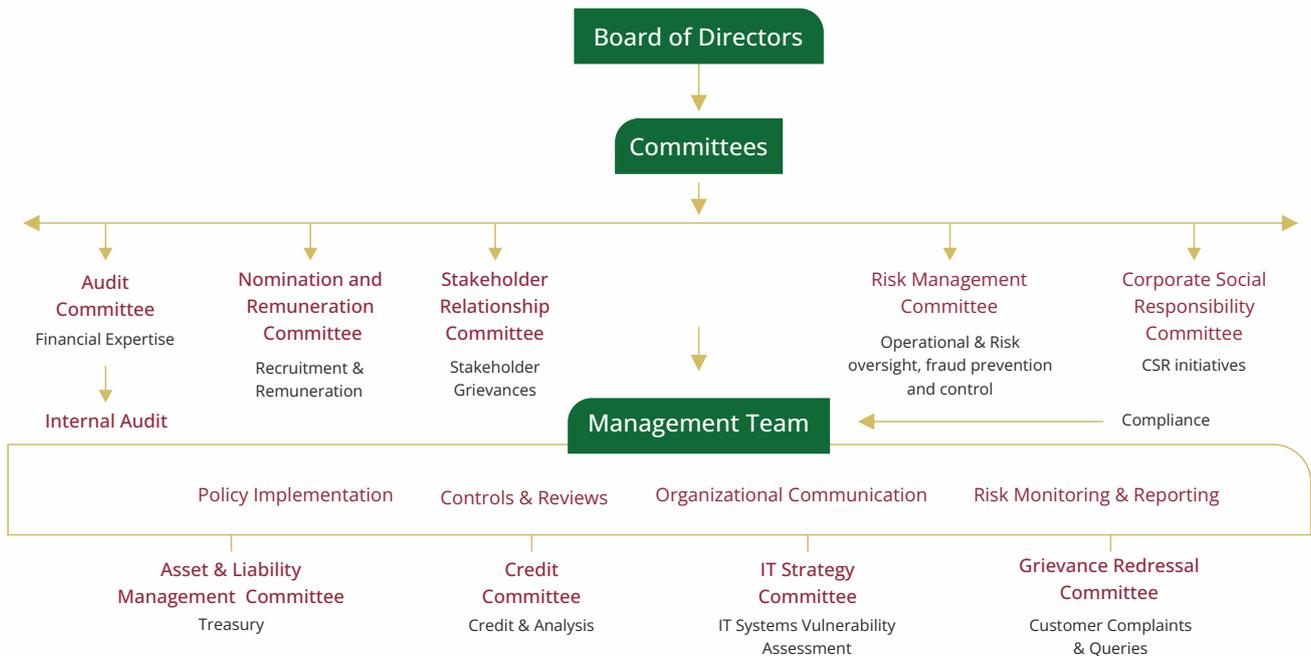 Board of Directors
Committees
Audit
Committee
Financial Expertise
Internal Audit
Nomination and
Remuneration
Committee
Recruitment &
Remuneration
Stakeholder
Relationship
Committee
Stakeholder
Grievances
Risk Management
Committee
Operational & Risk
oversight, fraud prevention
and control
Corporate Social
Responsibility
Committee
CSR initiatives
Management Team
Compliance
Policy Implementation
Controls & Reviews
Organizational Communication
Risk Monitoring & Reporting
Asset & Liability
Management Committee
Treasury
Credit
Committee
Credit & Analysis
IT Strategy
Committee
IT Systems Vulnerability
Assessment
Grievance Redressal
Committee
Customer Complaints
& Queries